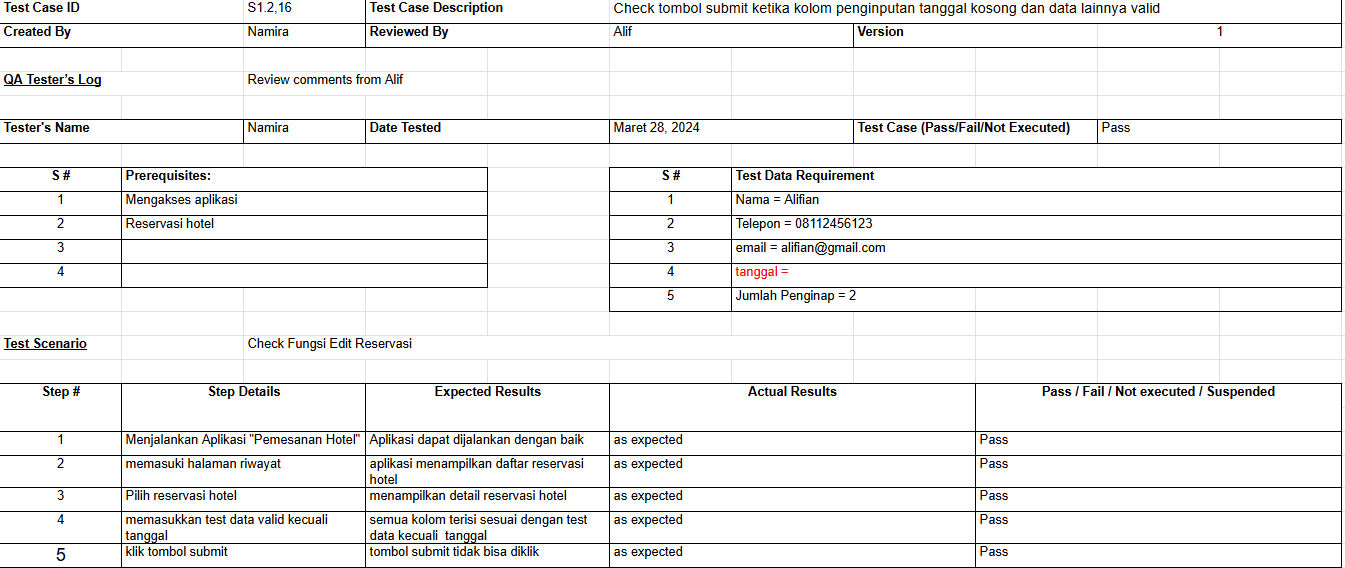 Test Case ID S1.2,16 Test Case Description Check tombol submit ketika kolom penginputan tanggal kosong dan data lainnya valid
Created By Namira Reviewed By Alif Version 1
QA Tester's Log Review comments from Alif
Tester's Name Namira Date Tested Maret 28, 2024 Test Case (Pass/Fail/Not Executed) Pass
S # Prerequisites:
1 Mengakses aplikasi
2 Reservasi hotel
3
4
S # Test Data Requirement
1 Nama = Alifian
2 Telepon = 08112456123
3 email = alifian@gmail.com
4 tanggal =
5 Jumlah Penginap = 2
Test Scenario Check Fungsi Edit Reservasi
Step # Step Details Expected Results Actual Results Pass / Fail / Not executed / Suspended
1 Menjalankan Aplikasi "Pemesanan Hotel" Aplikasi dapat dijalankan dengan baik as expected Pass
2 memasuki halaman riwayat aplikasi menampilkan daftar reservasi hotel as expected Pass
3 Pilih reservasi hotel menampilkan detail reservasi hotel as expected Pass
4 memasukkan test data valid kecuali tanggal semua kolom terisi sesuai dengan test data kecuali tanggal as expected Pass
5 klik tombol submit tombol submit tidak bisa diklik as expected Pass